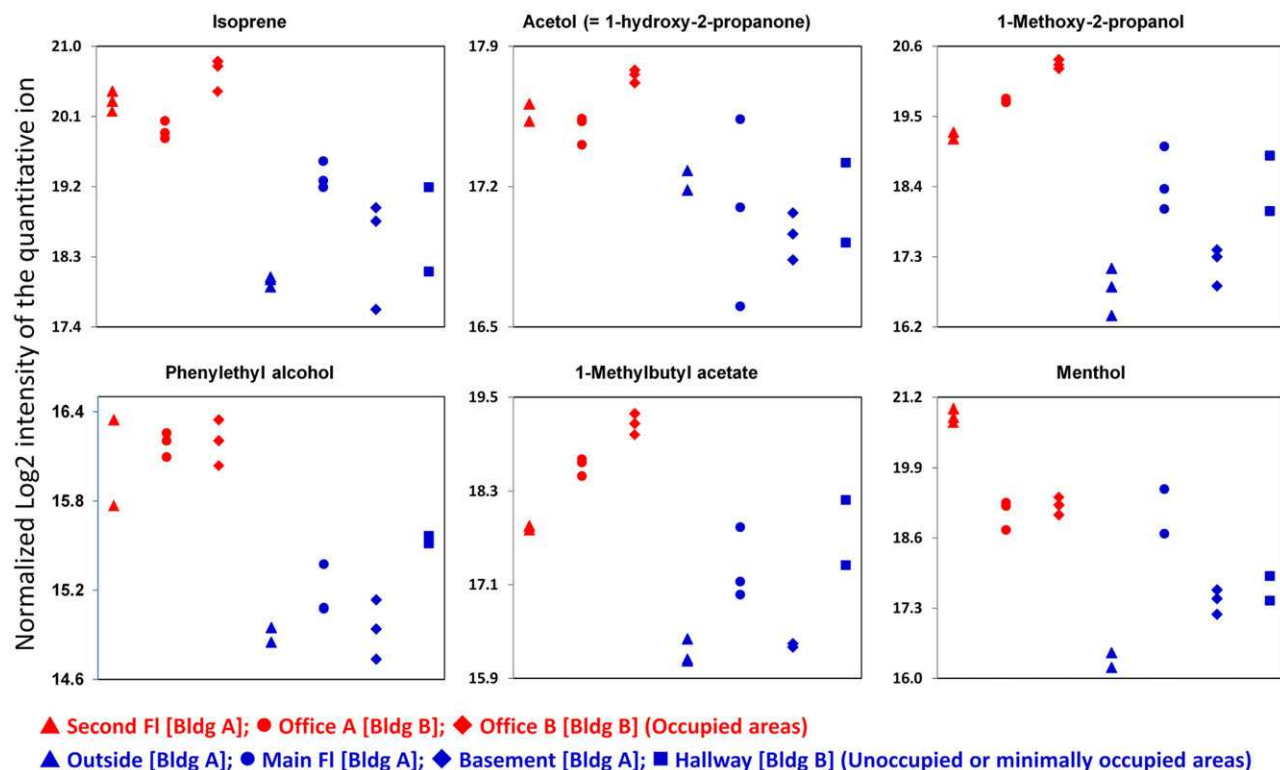 Isoprene
Acetol (= 1-hydroxy-2-propanone)
1-Methoxy-2-propanol
Normalized Log2 intensity of the quantitative ion
21.0
20.1
19.2
18.3
17.4
17.9
17.2
16.5
20.6
19.5
18.4
17.3
16.2
Phenylethyl alcohol
1-Methylbutyl acetate
Menthol
16.4
15.8
15.2
14.6
19.5
18.3
17.1
15.9
21.2
19.9
18.6
17.3
16.0
Second Fl [Bldg A]; Office A [Bldg B]; Office B [Bldg B] (Occupied areas)
Outside [Bldg A]; Main Fl [Bldg A]; Basement [Bldg A]; Hallway [Bldg B] (Unoccupied or minimally occupied areas)